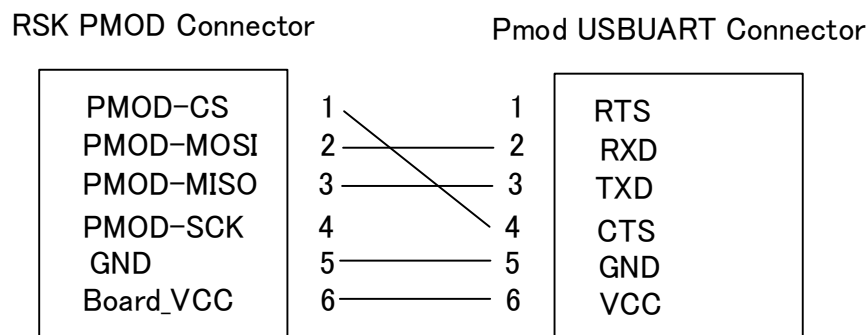 RSK PMOD Connector Pmod USBUART Connector
PMOD-CS 1 1 RTS
PMOD-MOSI 2 2 RXD
PMOD-MISO 3 3 TXD
PMOD-SCK 4 4 CTS
GND 5 5 GND
Board_VCC 6 6 VCC